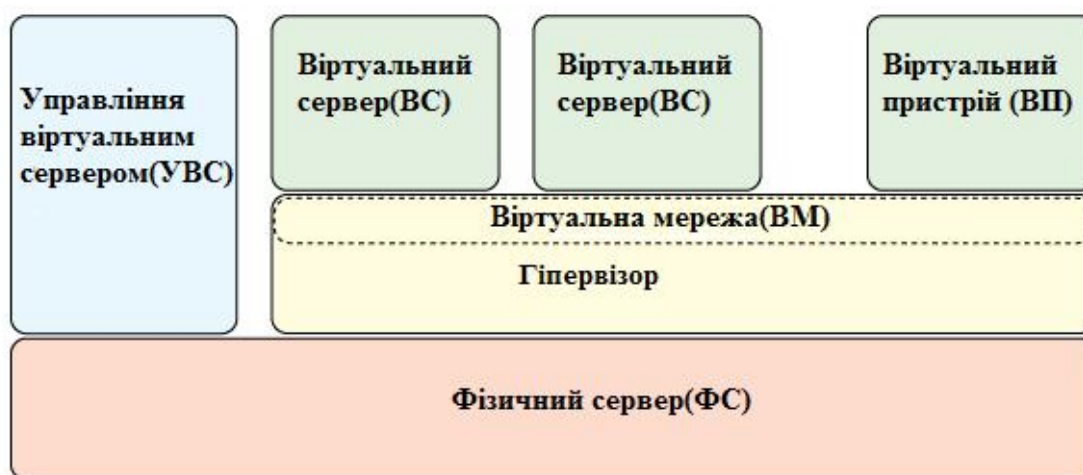 Управління
віртуальним
сервером(УВС)
Віртуальний
сервер(ВС)
Віртуальний
сервер(ВС)
Віртуальний
пристрій (ВП)
Віртуальна мережа(ВМ)
Гіпервізор
Фізичний сервер(ФС)